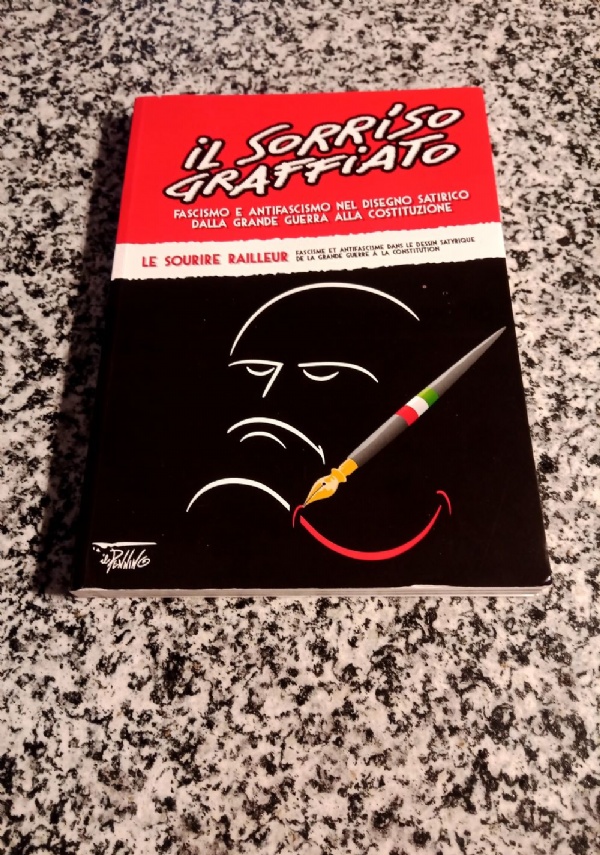 iL SORRiSO
GRAFFiATO
FASCISMO E ANTIFASCISMO NEL DISEGNO SATIRICO
DALLA GRANDE GUERRA ALLA COSTITUZIONE
LE SOURIRE RAILLEUR
FASCISME ET ANTIFASCISME DANS LE DESSIN SATYRIQUE
DE LA GRANDE GUERRE A LA CONSTITUTION